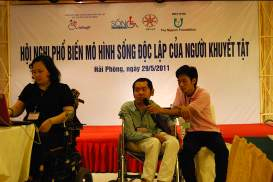 HỘI NGHỊ PHỔ BIẾN MÔ HÌNH SỐNG ĐỘC LẬP CỦA NGƯỜI KHUYẾT TẬT
Hải Phòng, ngày 29/5/2011